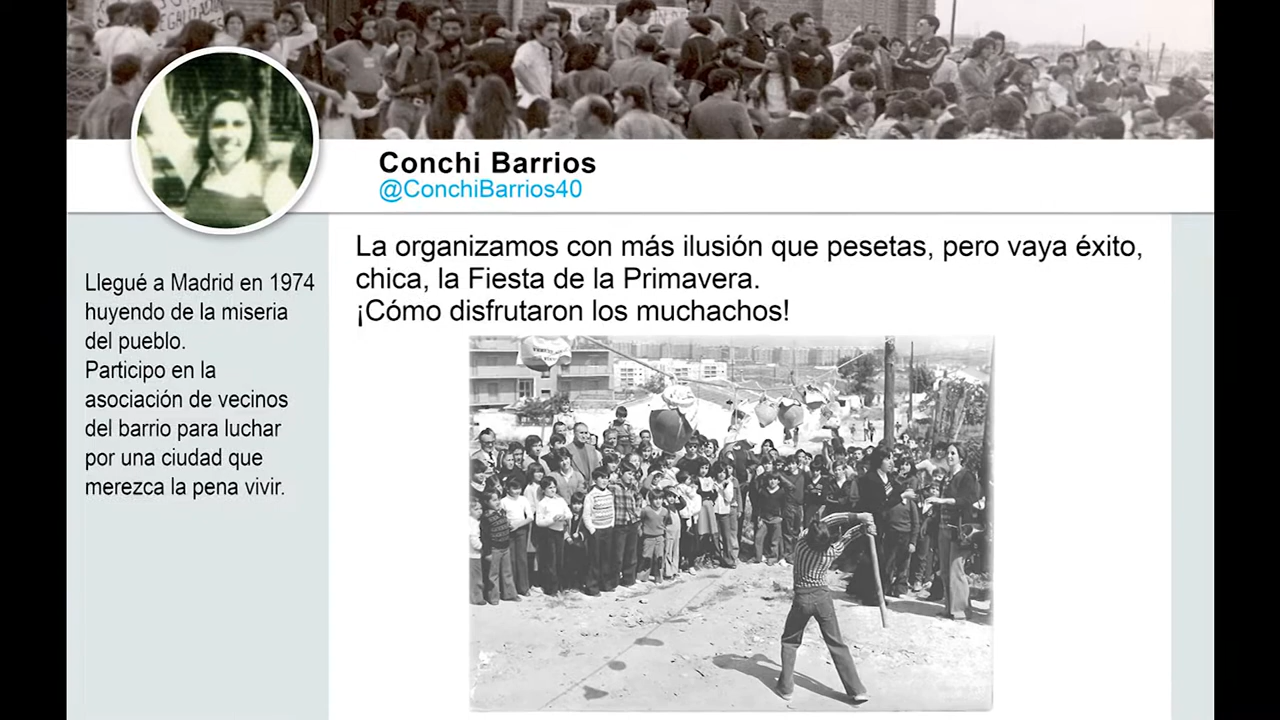 Conchi Barrios
@ConchiBarrios40
Llegué a Madrid en 1974
huyendo de la miseria
del pueblo.
Participo en la
asociación de vecinos
del barrio para luchar
por una ciudad que
merezca la pena vivir.
La organizamos con más ilusión que pesetas, pero vaya éxito,
chica, la Fiesta de la Primavera.
¡Cómo disfrutaron los muchachos!